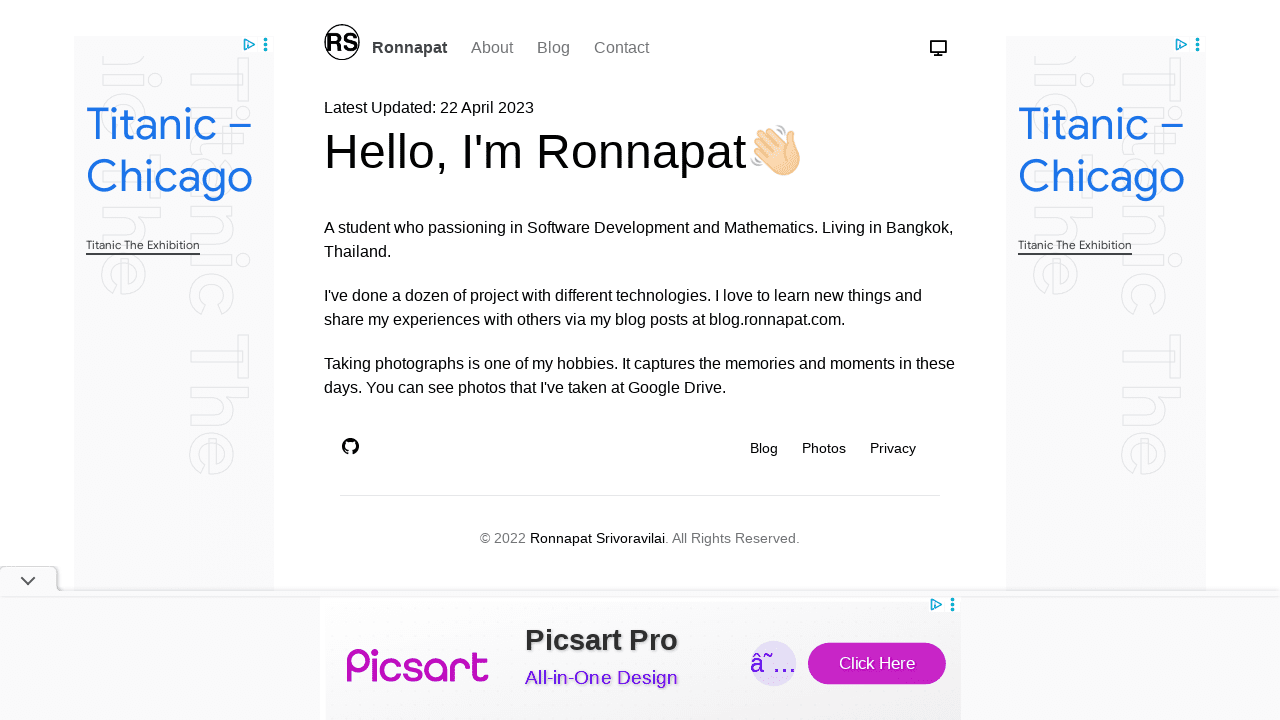 RS Ronnapat About Blog Contact
Latest Updated: 22 April 2023
Hello, I'm Ronnapat👋🏻
A student who passioning in Software Development and Mathematics. Living in Bangkok,
Thailand.
I've done a dozen of project with different technologies. I love to learn new things and
share my experiences with others via my blog posts at blog.ronnapat.com.
Taking photographs is one of my hobbies. It captures the memories and moments in these
days. You can see photos that I've taken at Google Drive.
Blog Photos Privacy
© 2022 Ronnapat Srivoravilai. All Rights Reserved.
Titanic –
Chicago
Titanic The Exhibition
Titanic The
Titanic –
Chicago
Titanic The Exhibition
Titanic The
Picsart
Picsart Pro
All-in-One Design
â˜…
Click Here